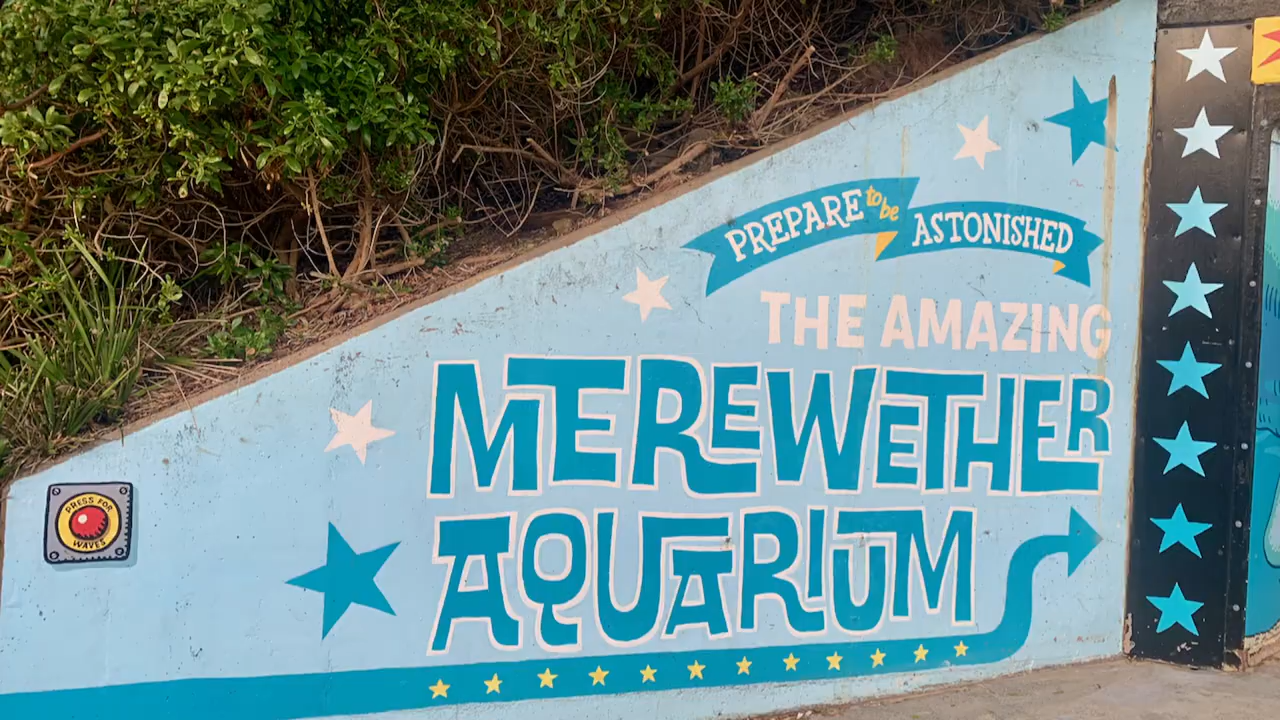 PREPARE to be ASTONISHED
THE AMAZING
MEREWETHER
AQUARIUM
PRESS FOR
WAVES